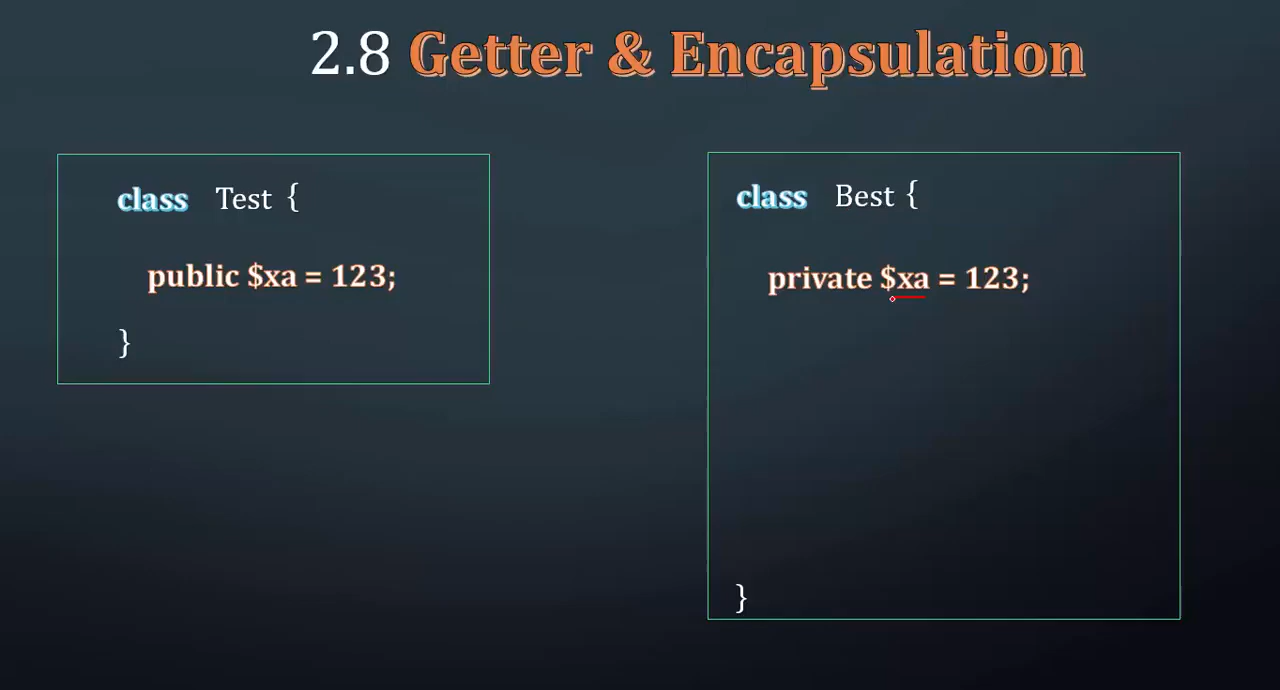 2.8 Getter & Encapsulation
class Test {
public $xa = 123;
}
class Best {
private $xa = 123;
}